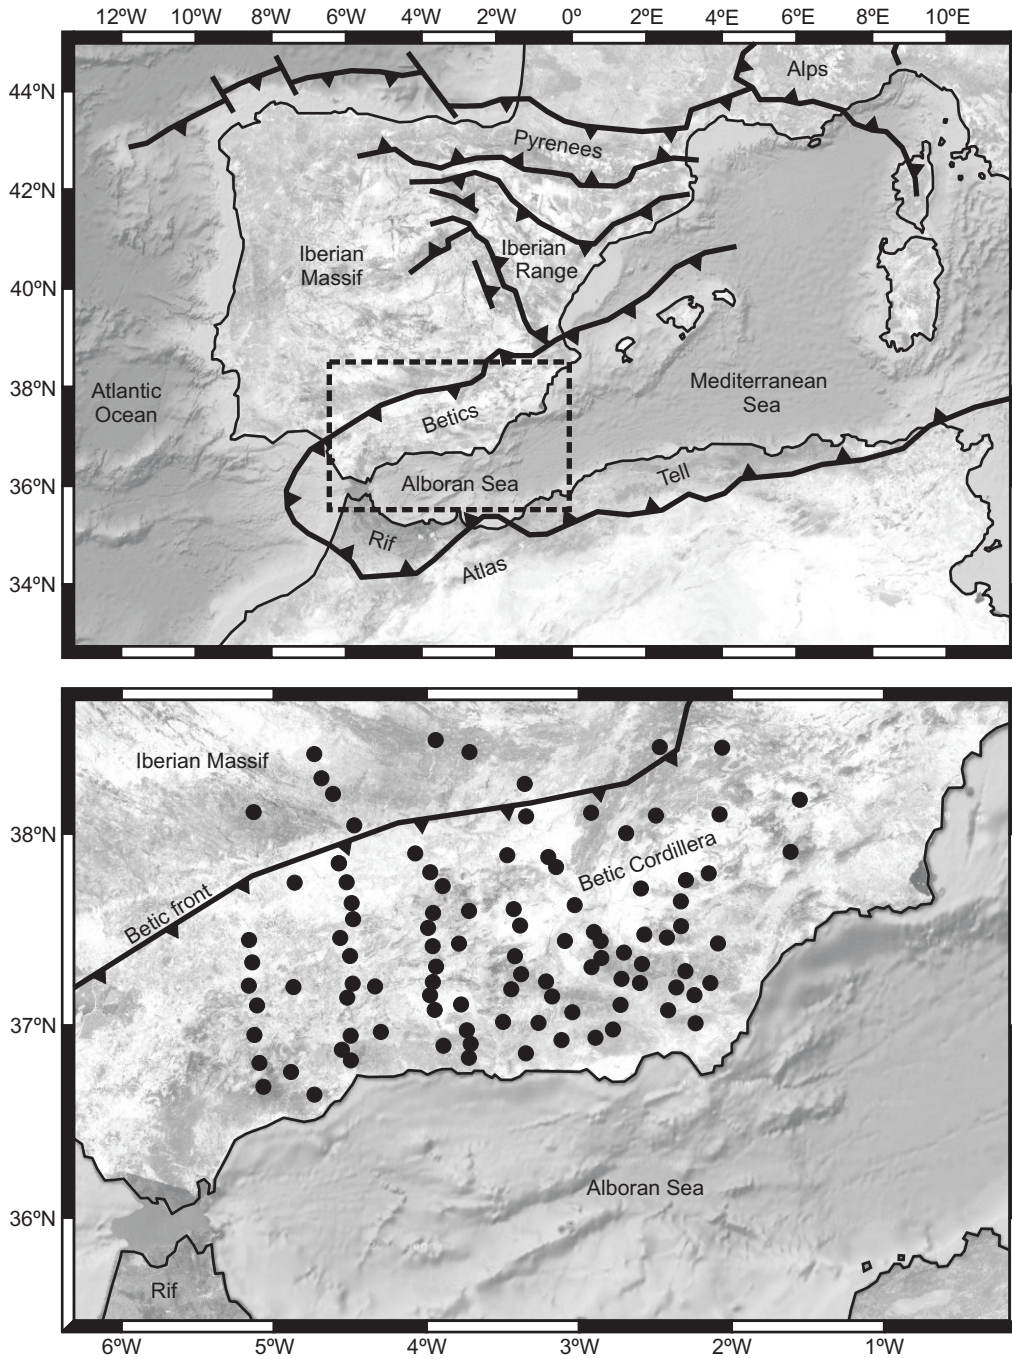 12ºW 10ºW 8ºW 6ºW 4ºW 2ºW 0º 2ºE 4ºE 6ºE 8ºE 10ºE
Alps
44ºN
Pyrenees
42ºN
Iberian
Massif
Iberian
Range
40ºN
38ºN
Atlantic
Ocean
Mediterranean
Sea
Betics
36ºN
Alboran Sea
Tell
Rif
Atlas
34ºN
Iberian Massif
38ºN
Betic Cordillera
Betic front
37ºN
Alboran Sea
36ºN
Rif
6ºW 5ºW 4ºW 3ºW 2ºW 1ºW